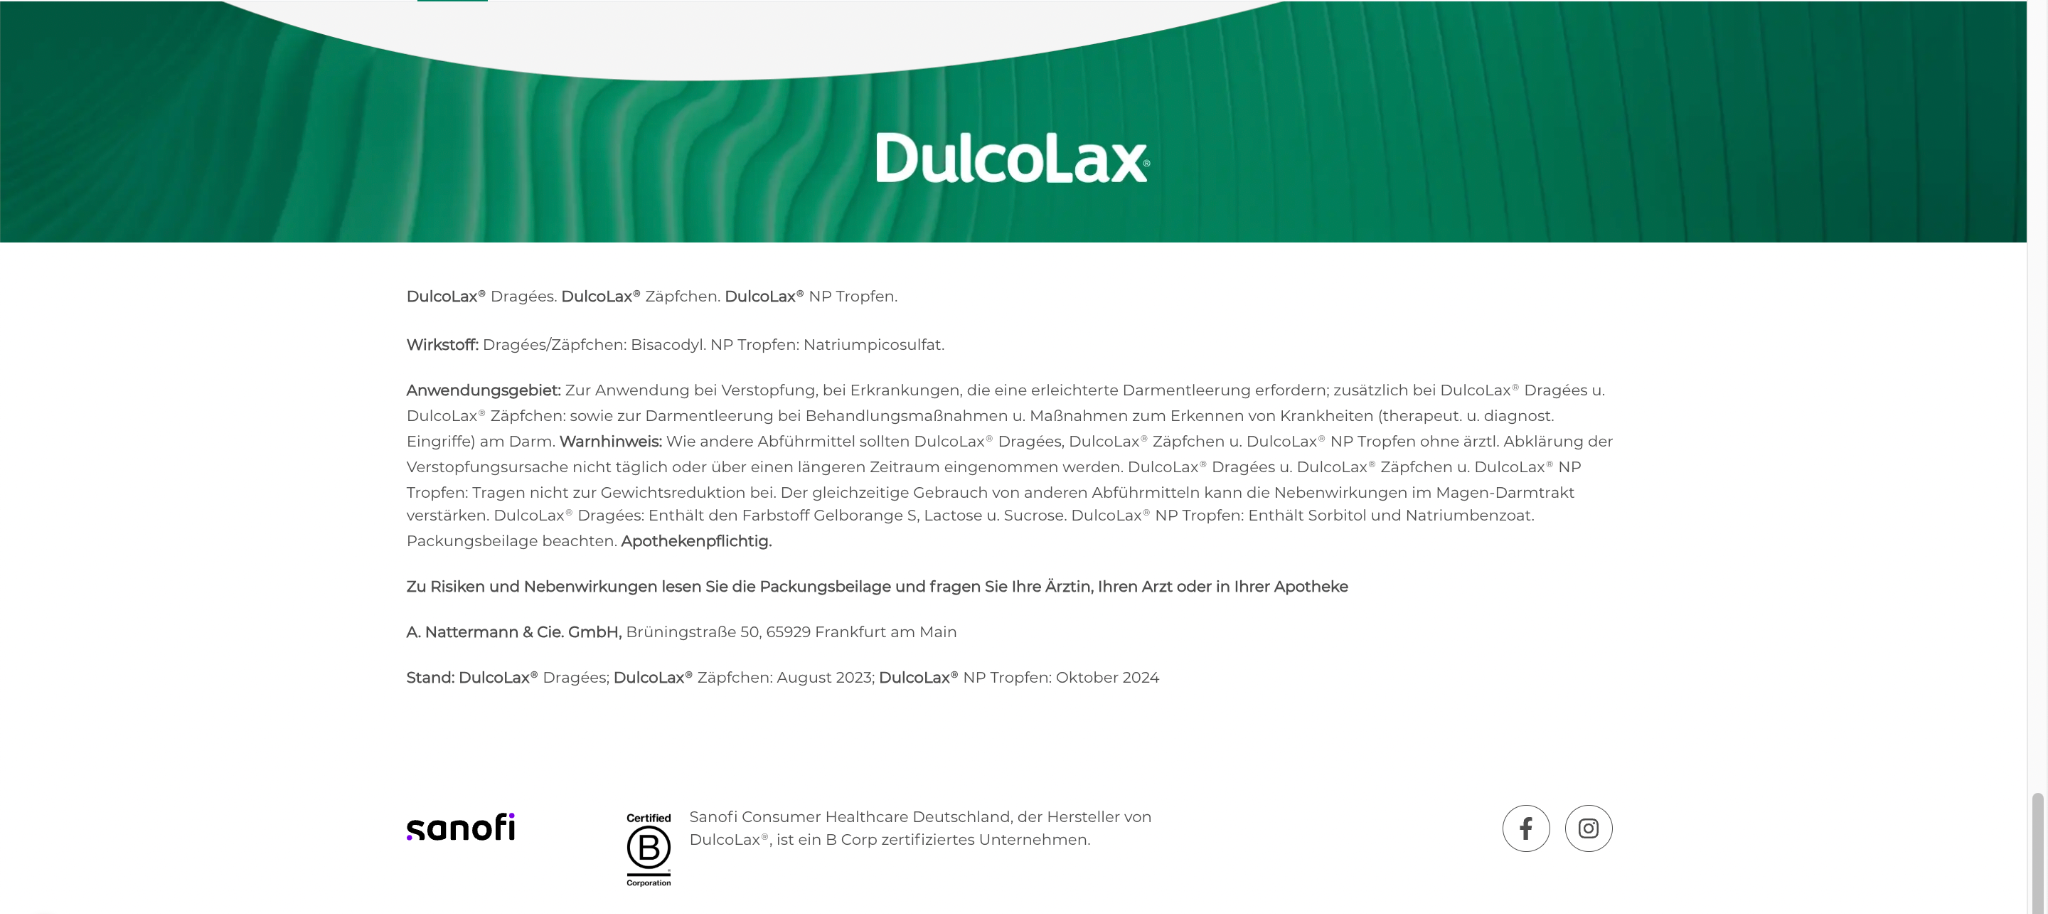 DulcoLax®
DulcoLax® Dragées. DulcoLax® Zäpfchen. DulcoLax® NP Tropfen.
Wirkstoff: Dragées/Zäpfchen: Bisacodyl. NP Tropfen: Natriumpicosulfat.
Anwendungsgebiet: Zur Anwendung bei Verstopfung, bei Erkrankungen, die eine erleichterte Darmentleerung erfordern; zusätzlich bei DulcoLax® Dragées u.
DulcoLax® Zäpfchen: sowie zur Darmentleerung bei Behandlungsmaßnahmen u. Maßnahmen zum Erkennen von Krankheiten (therapeut. u. diagnost.
Eingriffe) am Darm. Warnhinweis: Wie andere Abführmittel sollten DulcoLax® Dragées, DulcoLax® Zäpfchen u. DulcoLax® NP Tropfen ohne ärztl. Abklärung der
Verstopfungsursache nicht täglich oder über einen längeren Zeitraum eingenommen werden. DulcoLax® Dragées u. DulcoLax® Zäpfchen u. DulcoLax® NP
Tropfen: Tragen nicht zur Gewichtsreduktion bei. Der gleichzeitige Gebrauch von anderen Abführmitteln kann die Nebenwirkungen im Magen-Darmtrakt
verstärken. DulcoLax® Dragées: Enthält den Farbstoff Gelborange S, Lactose u. Sucrose. DulcoLax® NP Tropfen: Enthält Sorbitol und Natriumbenzoat.
Packungsbeilage beachten. Apothekenpflichtig.
Zu Risiken und Nebenwirkungen lesen Sie die Packungsbeilage und fragen Sie Ihre Ärztin, Ihren Arzt oder in Ihrer Apotheke
A. Nattermann & Cie. GmbH, Brüningstraße 50, 65929 Frankfurt am Main
Stand: DulcoLax® Dragées; DulcoLax® Zäpfchen: August 2023; DulcoLax® NP Tropfen: Oktober 2024
sanofi
Certified
B
Corporation
Sanofi Consumer Healthcare Deutschland, der Hersteller von
DulcoLax®, ist ein B Corp zertifiziertes Unternehmen.